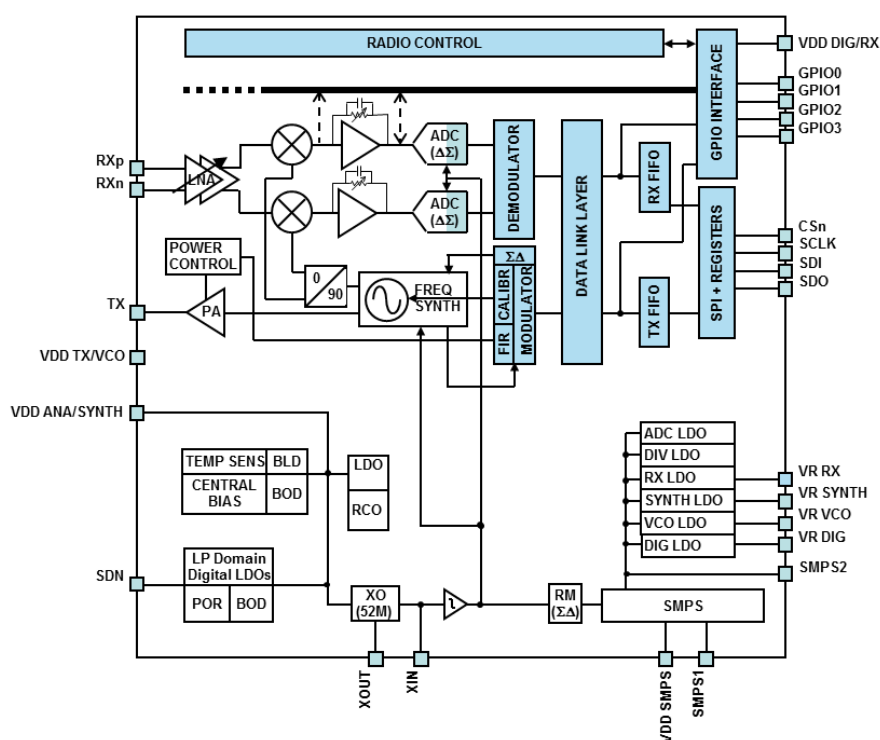 RADIO CONTROL
VDD DIG/RX
GPIO INTERFACE
GPIO0
GPIO1
GPIO2
GPIO3
RXp
RXn
LNA
ADC
(ΔΣ)
ADC
(ΔΣ)
DEMODULATOR
DATA LINK LAYER
RX FIFO
TX FIFO
SPI + REGISTERS
CSn
SCLK
SDI
SDO
POWER
CONTROL
0
90
FREQ
SYNTH
ΣΔ
CALIBR
FIR
MODULATOR
TX
PA
VDD TX/VCO
VDD ANA/SYNTH
TEMP SENS
BLD
CENTRAL
BIAS
BOD
LDO
RCO
ADC LDO
DIV LDO
RX LDO
SYNTH LDO
VCO LDO
DIG LDO
VR RX
VR SYNTH
VR VCO
VR DIG
SMPS2
SDN
LP Domain
Digital LDOs
POR
BOD
XO
(52M)
RM
(ΣΔ)
SMPS
XOUT
XIN
VDD SMPS
SMPS1